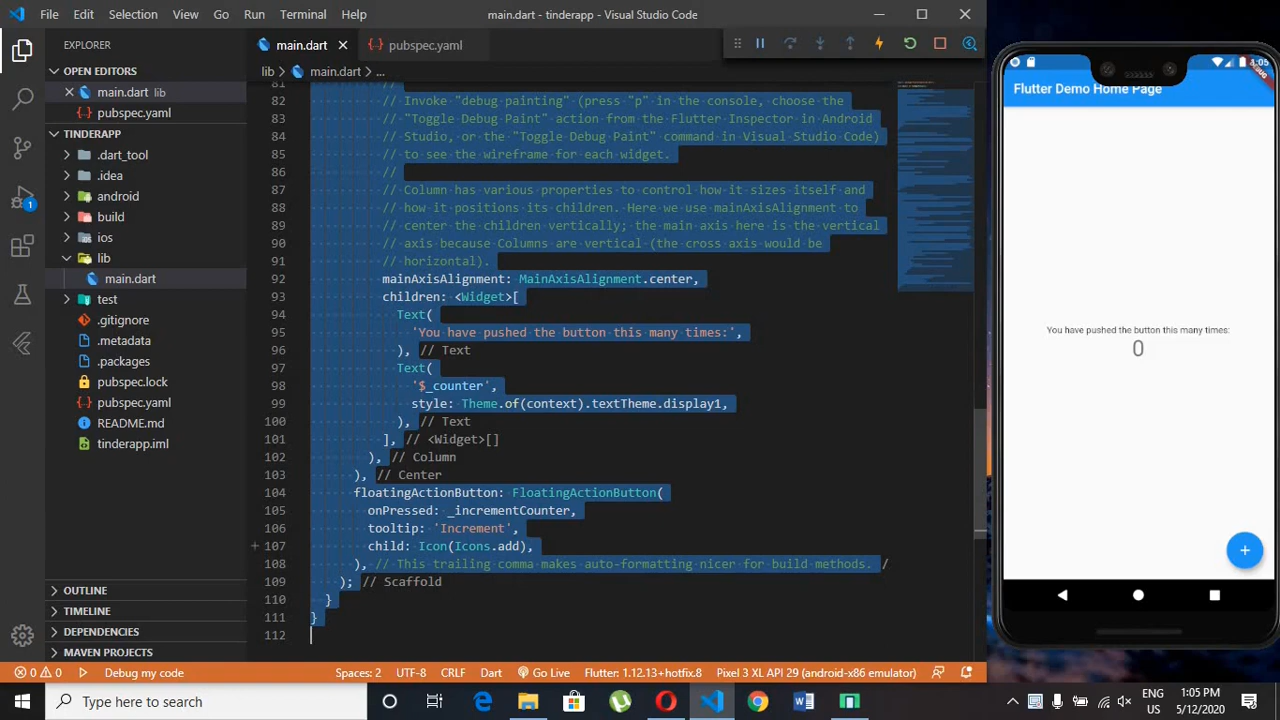 File Edit Selection View Go Run Terminal Help main.dart - tinderapp - Visual Studio Code
EXPLORER
OPEN EDITORS
main.dart lib
pubspec.yaml
TINDERAPP
.dart_tool
.idea
android
build
ios
lib
main.dart
test
.gitignore
.metadata
.packages
pubspec.lock
pubspec.yaml
README.md
tinderapp.iml
OUTLINE
TIMELINE
DEPENDENCIES
MAVEN PROJECTS
1
main.dart pubspec.yaml
lib > main.dart > ...
81 //
82 // Invoke "debug painting" (press "p" in the console, choose the
83 // "Toggle Debug Paint" action from the Flutter Inspector in Android
84 // Studio, or the "Toggle Debug Paint" command in Visual Studio Code)
85 // to see the wireframe for each widget.
86 //
87 // Column has various properties to control how it sizes itself and
88 // how it positions its children. Here we use mainAxisAlignment to
89 // center the children vertically; the main axis here is the vertical
90 // axis because Columns are vertical (the cross axis would be
91 // horizontal).
92 mainAxisAlignment: MainAxisAlignment.center,
93 children: <Widget>[
94 Text(
95 'You have pushed the button this many times:',
96 ), // Text
97 Text(
98 '$_counter',
99 style: Theme.of(context).textTheme.display1,
100 ), // Text
101 ], // <Widget>[]
102 ), // Column
103 ), // Center
104 floatingActionButton: FloatingActionButton(
105 onPressed: _incrementCounter,
106 tooltip: 'Increment',
107 child: Icon(Icons.add),
108 ), // This trailing comma makes auto-formatting nicer for build methods. /
109 ); // Scaffold
110 }
111 }
112
4:05
Flutter Demo Home Page
You have pushed the button this many times:
0
0 0 Debug my code Spaces: 2 UTF-8 CRLF Dart Go Live Flutter: 1.12.13+hotfix.8 Pixel 3 XL API 29 (android-x86 emulator)
Type here to search
ENG
US
1:05 PM
5/12/2020